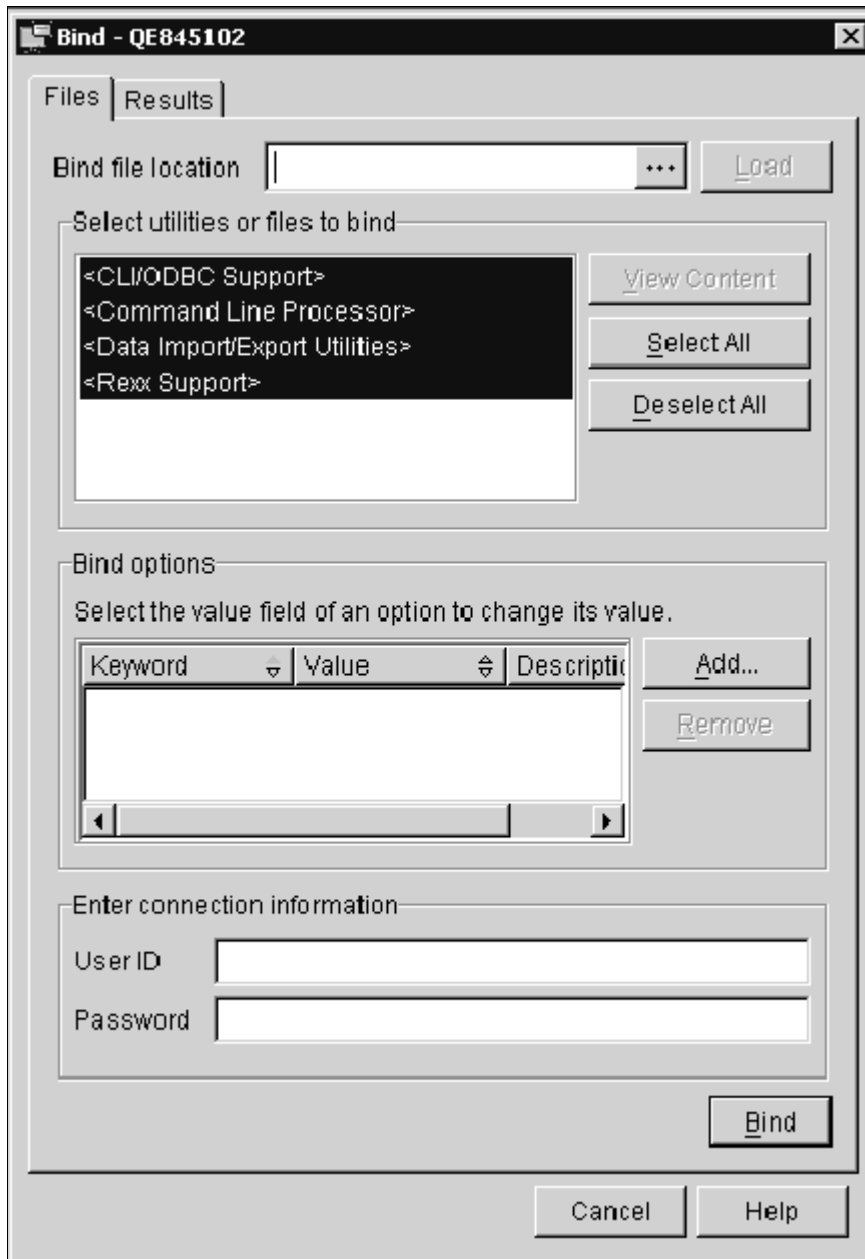 Bind - QE845102
Files Results
Bind file location ... Load
Select utilities or files to bind
<CLI/ODBC Support>
<Command Line Processor>
<Data Import/Export Utilities>
<Rexx Support>
View Content
Select All
Deselect All
Bind options
Select the value field of an option to change its value.
Keyword Value Descriptic
Add...
Remove
Enter connection information
User ID
Password
Bind
Cancel Help